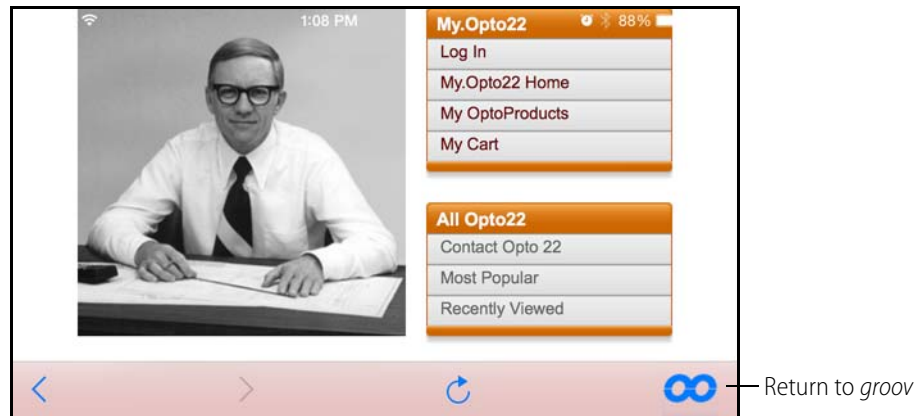 1:08 PM
88%
My.Opto22
Log In
My.Opto22 Home
My OptoProducts
My Cart
All Opto22
Contact Opto 22
Most Popular
Recently Viewed
Return to groov